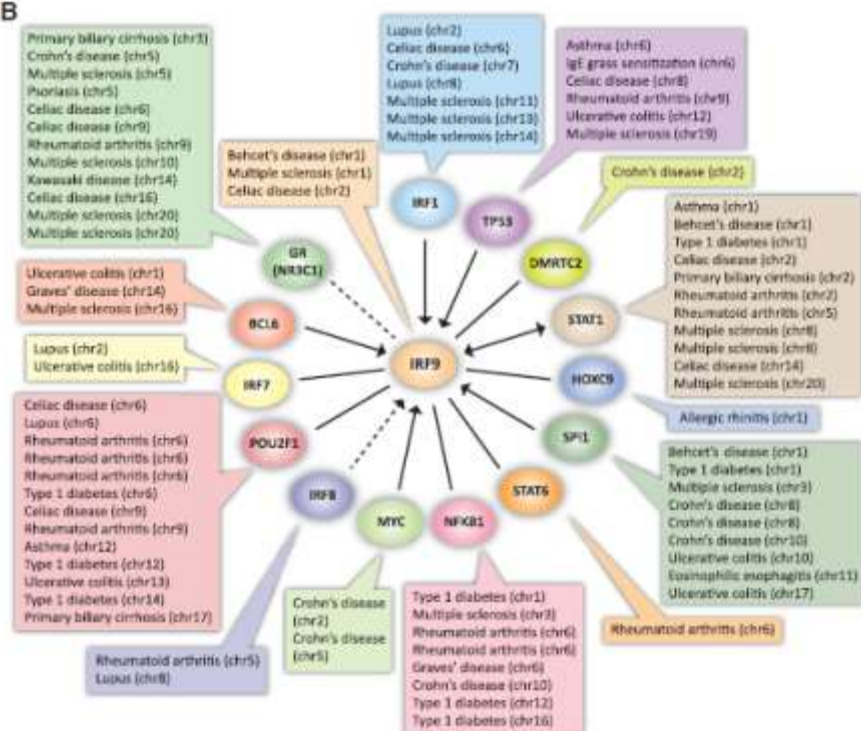 B
Primary biliary cirrhosis (chr3)
Crohn's disease (chr5)
Multiple sclerosis (chr5)
Psoriasis (chr5)
Celiac disease (chr6)
Celiac disease (chr9)
Rheumatoid arthritis (chr9)
Multiple sclerosis (chr10)
Kawasaki disease (chr14)
Celiac disease (chr16)
Multiple sclerosis (chr20)
Multiple sclerosis (chr20)
Behcet's disease (chr1)
Multiple sclerosis (chr1)
Celiac disease (chr2)
Lupus (chr2)
Celiac disease (chr6)
Crohn's disease (chr7)
Lupus (chr8)
Multiple sclerosis (chr11)
Multiple sclerosis (chr13)
Multiple sclerosis (chr14)
Asthma (chr6)
IgE grass sensitization (chr6)
Celiac disease (chr8)
Rheumatoid arthritis (chr9)
Ulcerative colitis (chr12)
Multiple sclerosis (chr19)
Crohn's disease (chr2)
Asthma (chr1)
Behcet's disease (chr1)
Type 1 diabetes (chr1)
Celiac disease (chr2)
Primary biliary cirrhosis (chr2)
Rheumatoid arthritis (chr2)
Rheumatoid arthritis (chr5)
Multiple sclerosis (chr8)
Multiple sclerosis (chr8)
Celiac disease (chr14)
Multiple sclerosis (chr20)
IRF1
TP53
DMRTC2
STAT1
GR
(NR3C1)
BCL6
IRF9
IRF7
HOXC9
POU2F1
SPI1
IRF8
STAT6
MYC
NFKB1
Ulcerative colitis (chr1)
Graves' disease (chr14)
Multiple sclerosis (chr16)
Lupus (chr2)
Ulcerative colitis (chr16)
Allergic rhinitis (chr1)
Celiac disease (chr6)
Lupus (chr6)
Rheumatoid arthritis (chr6)
Rheumatoid arthritis (chr6)
Rheumatoid arthritis (chr6)
Type 1 diabetes (chr6)
Celiac disease (chr9)
Rheumatoid arthritis (chr9)
Asthma (chr12)
Type 1 diabetes (chr12)
Ulcerative colitis (chr13)
Type 1 diabetes (chr14)
Primary biliary cirrhosis (chr17)
Behcet's disease (chr1)
Type 1 diabetes (chr1)
Multiple sclerosis (chr3)
Crohn's disease (chr8)
Crohn's disease (chr8)
Crohn's disease (chr10)
Ulcerative colitis (chr10)
Eosinophilic esophagitis (chr11)
Ulcerative colitis (chr17)
Rheumatoid arthritis (chr5)
Lupus (chr8)
Crohn's disease
(chr2)
Crohn's disease
(chr5)
Type 1 diabetes (chr1)
Multiple sclerosis (chr3)
Rheumatoid arthritis (chr6)
Rheumatoid arthritis (chr6)
Graves' disease (chr6)
Crohn's disease (chr10)
Type 1 diabetes (chr12)
Type 1 diabetes (chr16)
Rheumatoid arthritis (chr6)